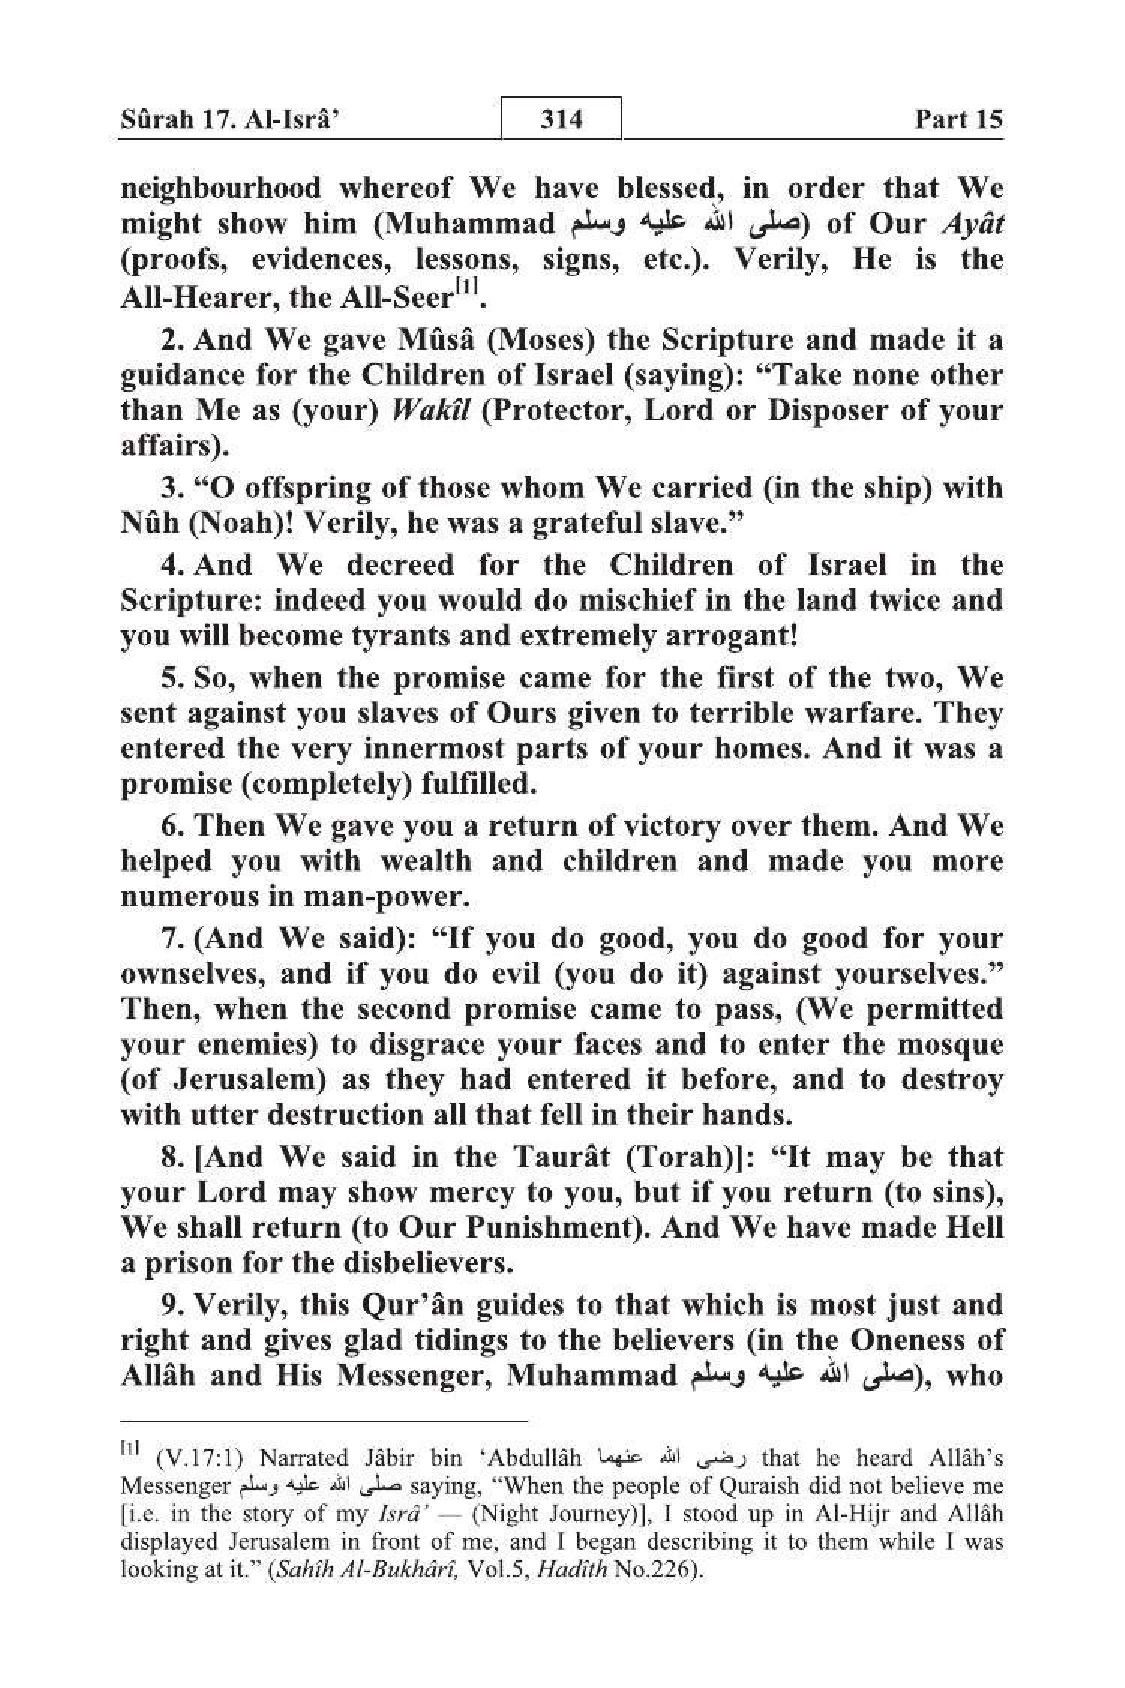 Sûrah 17. Al-Isrâ’ 314 Part 15
neighbourhood whereof We have blessed, in order that We
might show him (Muhammad صلى الله عليه وسلم) of Our Ayât
(proofs, evidences, lessons, signs, etc.). Verily, He is the
All-Hearer, the All-Seer[1].
2. And We gave Mûsâ (Moses) the Scripture and made it a
guidance for the Children of Israel (saying): “Take none other
than Me as (your) Wakîl (Protector, Lord or Disposer of your
affairs).
3. “O offspring of those whom We carried (in the ship) with
Nûh (Noah)! Verily, he was a grateful slave.”
4. And We decreed for the Children of Israel in the
Scripture: indeed you would do mischief in the land twice and
you will become tyrants and extremely arrogant!
5. So, when the promise came for the first of the two, We
sent against you slaves of Ours given to terrible warfare. They
entered the very innermost parts of your homes. And it was a
promise (completely) fulfilled.
6. Then We gave you a return of victory over them. And We
helped you with wealth and children and made you more
numerous in man-power.
7. (And We said): “If you do good, you do good for your
ownselves, and if you do evil (you do it) against yourselves.”
Then, when the second promise came to pass, (We permitted
your enemies) to disgrace your faces and to enter the mosque
(of Jerusalem) as they had entered it before, and to destroy
with utter destruction all that fell in their hands.
8. [And We said in the Taurât (Torah)]: “It may be that
your Lord may show mercy to you, but if you return (to sins),
We shall return (to Our Punishment). And We have made Hell
a prison for the disbelievers.
9. Verily, this Qur’ân guides to that which is most just and
right and gives glad tidings to the believers (in the Oneness of
Allâh and His Messenger, Muhammad صلى الله عليه وسلم), who
[1] (V.17:1) Narrated Jâbir bin ‘Abdullâh رضى الله عنهما that he heard Allâh’s
Messenger صلى الله عليه وسلم saying, “When the people of Quraish did not believe me
[i.e. in the story of my Isrâ’ — (Night Journey)], I stood up in Al-Hijr and Allâh
displayed Jerusalem in front of me, and I began describing it to them while I was
looking at it.” (Sahîh Al-Bukhârî, Vol.5, Hadîth No.226).